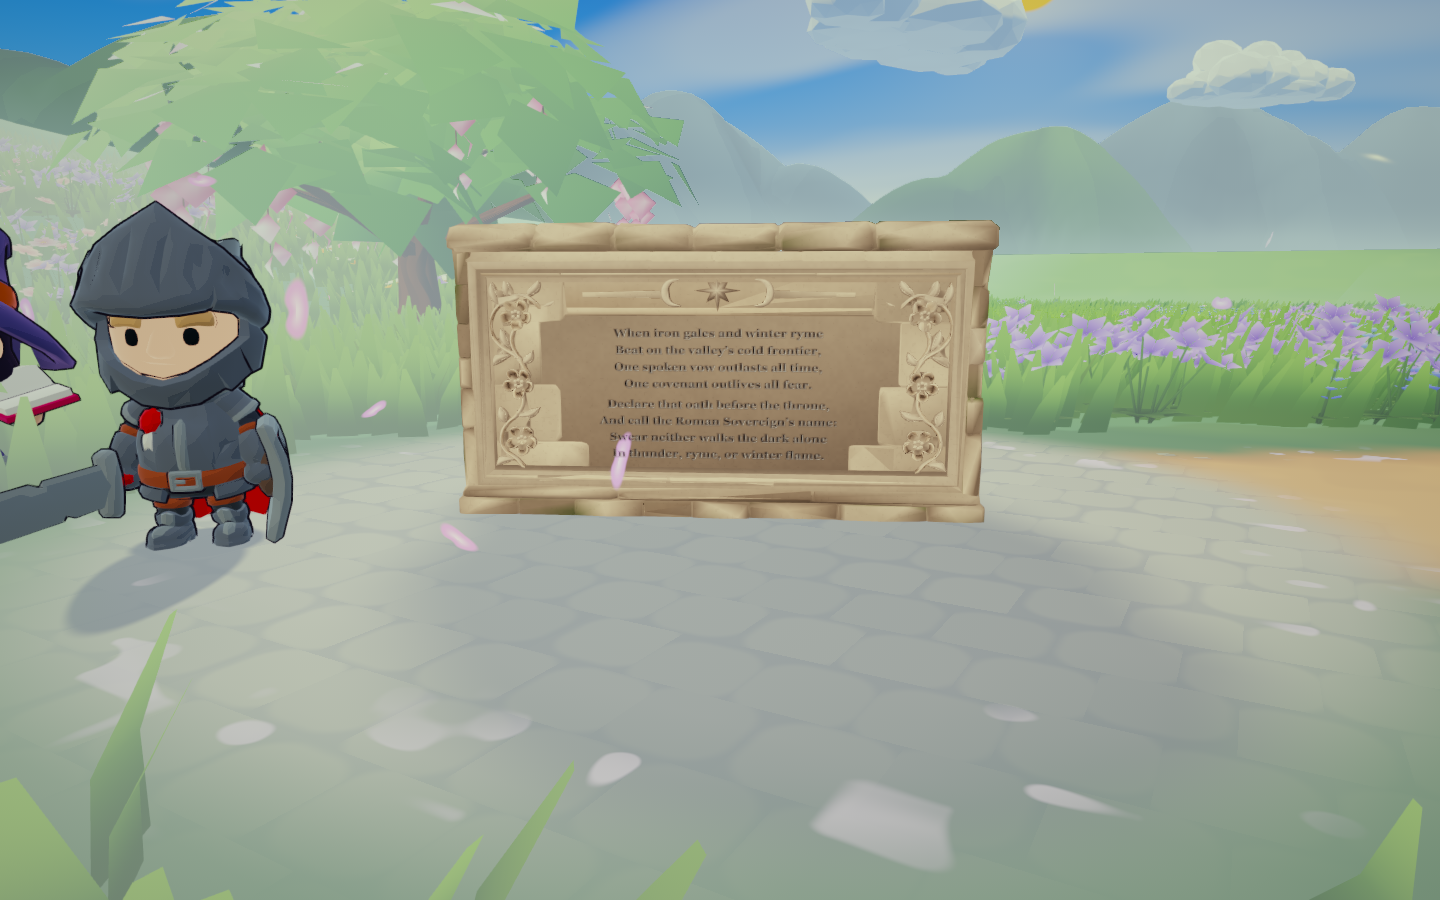 When iron gales and winter ryme
Beat on the valley's cold frontier,
One spoken vow outlasts all time,
One covenant outlives all fear.
Declare that oath before the throne,
And call the Roman Sovereign's name:
Swear neither walks the dark alone
In thunder, ryme, or winter flame.